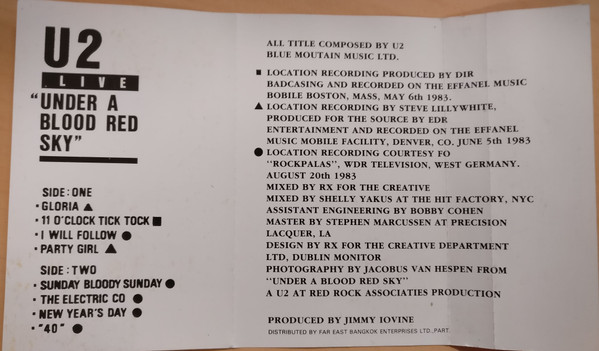 U2
LIVE
"UNDER A
BLOOD RED
SKY"
SIDE:ONE
· GLORIA ▲
· 11 O'CLOCK TICK TOCK ■
· I WILL FOLLOW ●
· PARTY GIRL ▲
SIDE:TWO
· SUNDAY BLOODY SUNDAY ●
· THE ELECTRIC CO ●
· NEW YEAR'S DAY ●
· "40" ●
ALL TITLE COMPOSED BY U2
BLUE MOUTAIN MUSIC LTD.
■ LOCATION RECORDING PRODUCED BY DIR
BADCASING AND RECORDED ON THE EFFANEL MUSIC
BOBILE BOSTON, MASS, MAY 6th 1983.
▲ LOCATION RECORDING BY STEVE LILLYWHITE,
PRODUCED FOR THE SOURCE BY EDR
ENTERTAINMENT AND RECORDED ON THE EFFANEL
MUSIC MOBILE FACILITY, DENVER, CO. JUNE 5th 1983
● LOCATION RECORDING COURTESY FO
"ROCKPALAS", WDR TELEVISION, WEST GERMANY.
AUGUST 20th 1983
MIXED BY RX FOR THE CREATIVE
MIXED BY SHELLY YAKUS AT THE HIT FACTORY, NYC
ASSISTANT ENGINEERING BY BOBBY COHEN
MASTER BY STEPHEN MARCUSSEN AT PRECISION
LACQUER, LA
DESIGN BY RX FOR THE CREATIVE DEPARTMENT
LTD, DUBLIN MONITOR
PHOTOGRAPHY BY JACOBUS VAN HESPEN FROM
"UNDER A BLOOD RED SKY"
A U2 AT RED ROCK ASSOCIATIES PRODUCTION
PRODUCED BY JIMMY IOVINE
DISTRIBUTED BY FAR EAST BANGKOK ENTERPRISES LTD.,PART.